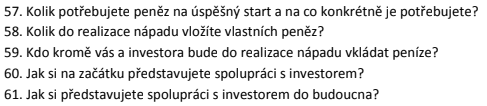 57. Kolik potřebujete peněz na úspěšný start a na co konkrétně je potřebujete?
58. Kolik do realizace nápadu vložíte vlastních peněz?
59. Kdo kromě vás a investora bude do realizace nápadu vkládat peníze?
60. Jak si na začátku představujete spolupráci s investorem?
61. Jak si představujete spolupráci s investorem do budoucna?